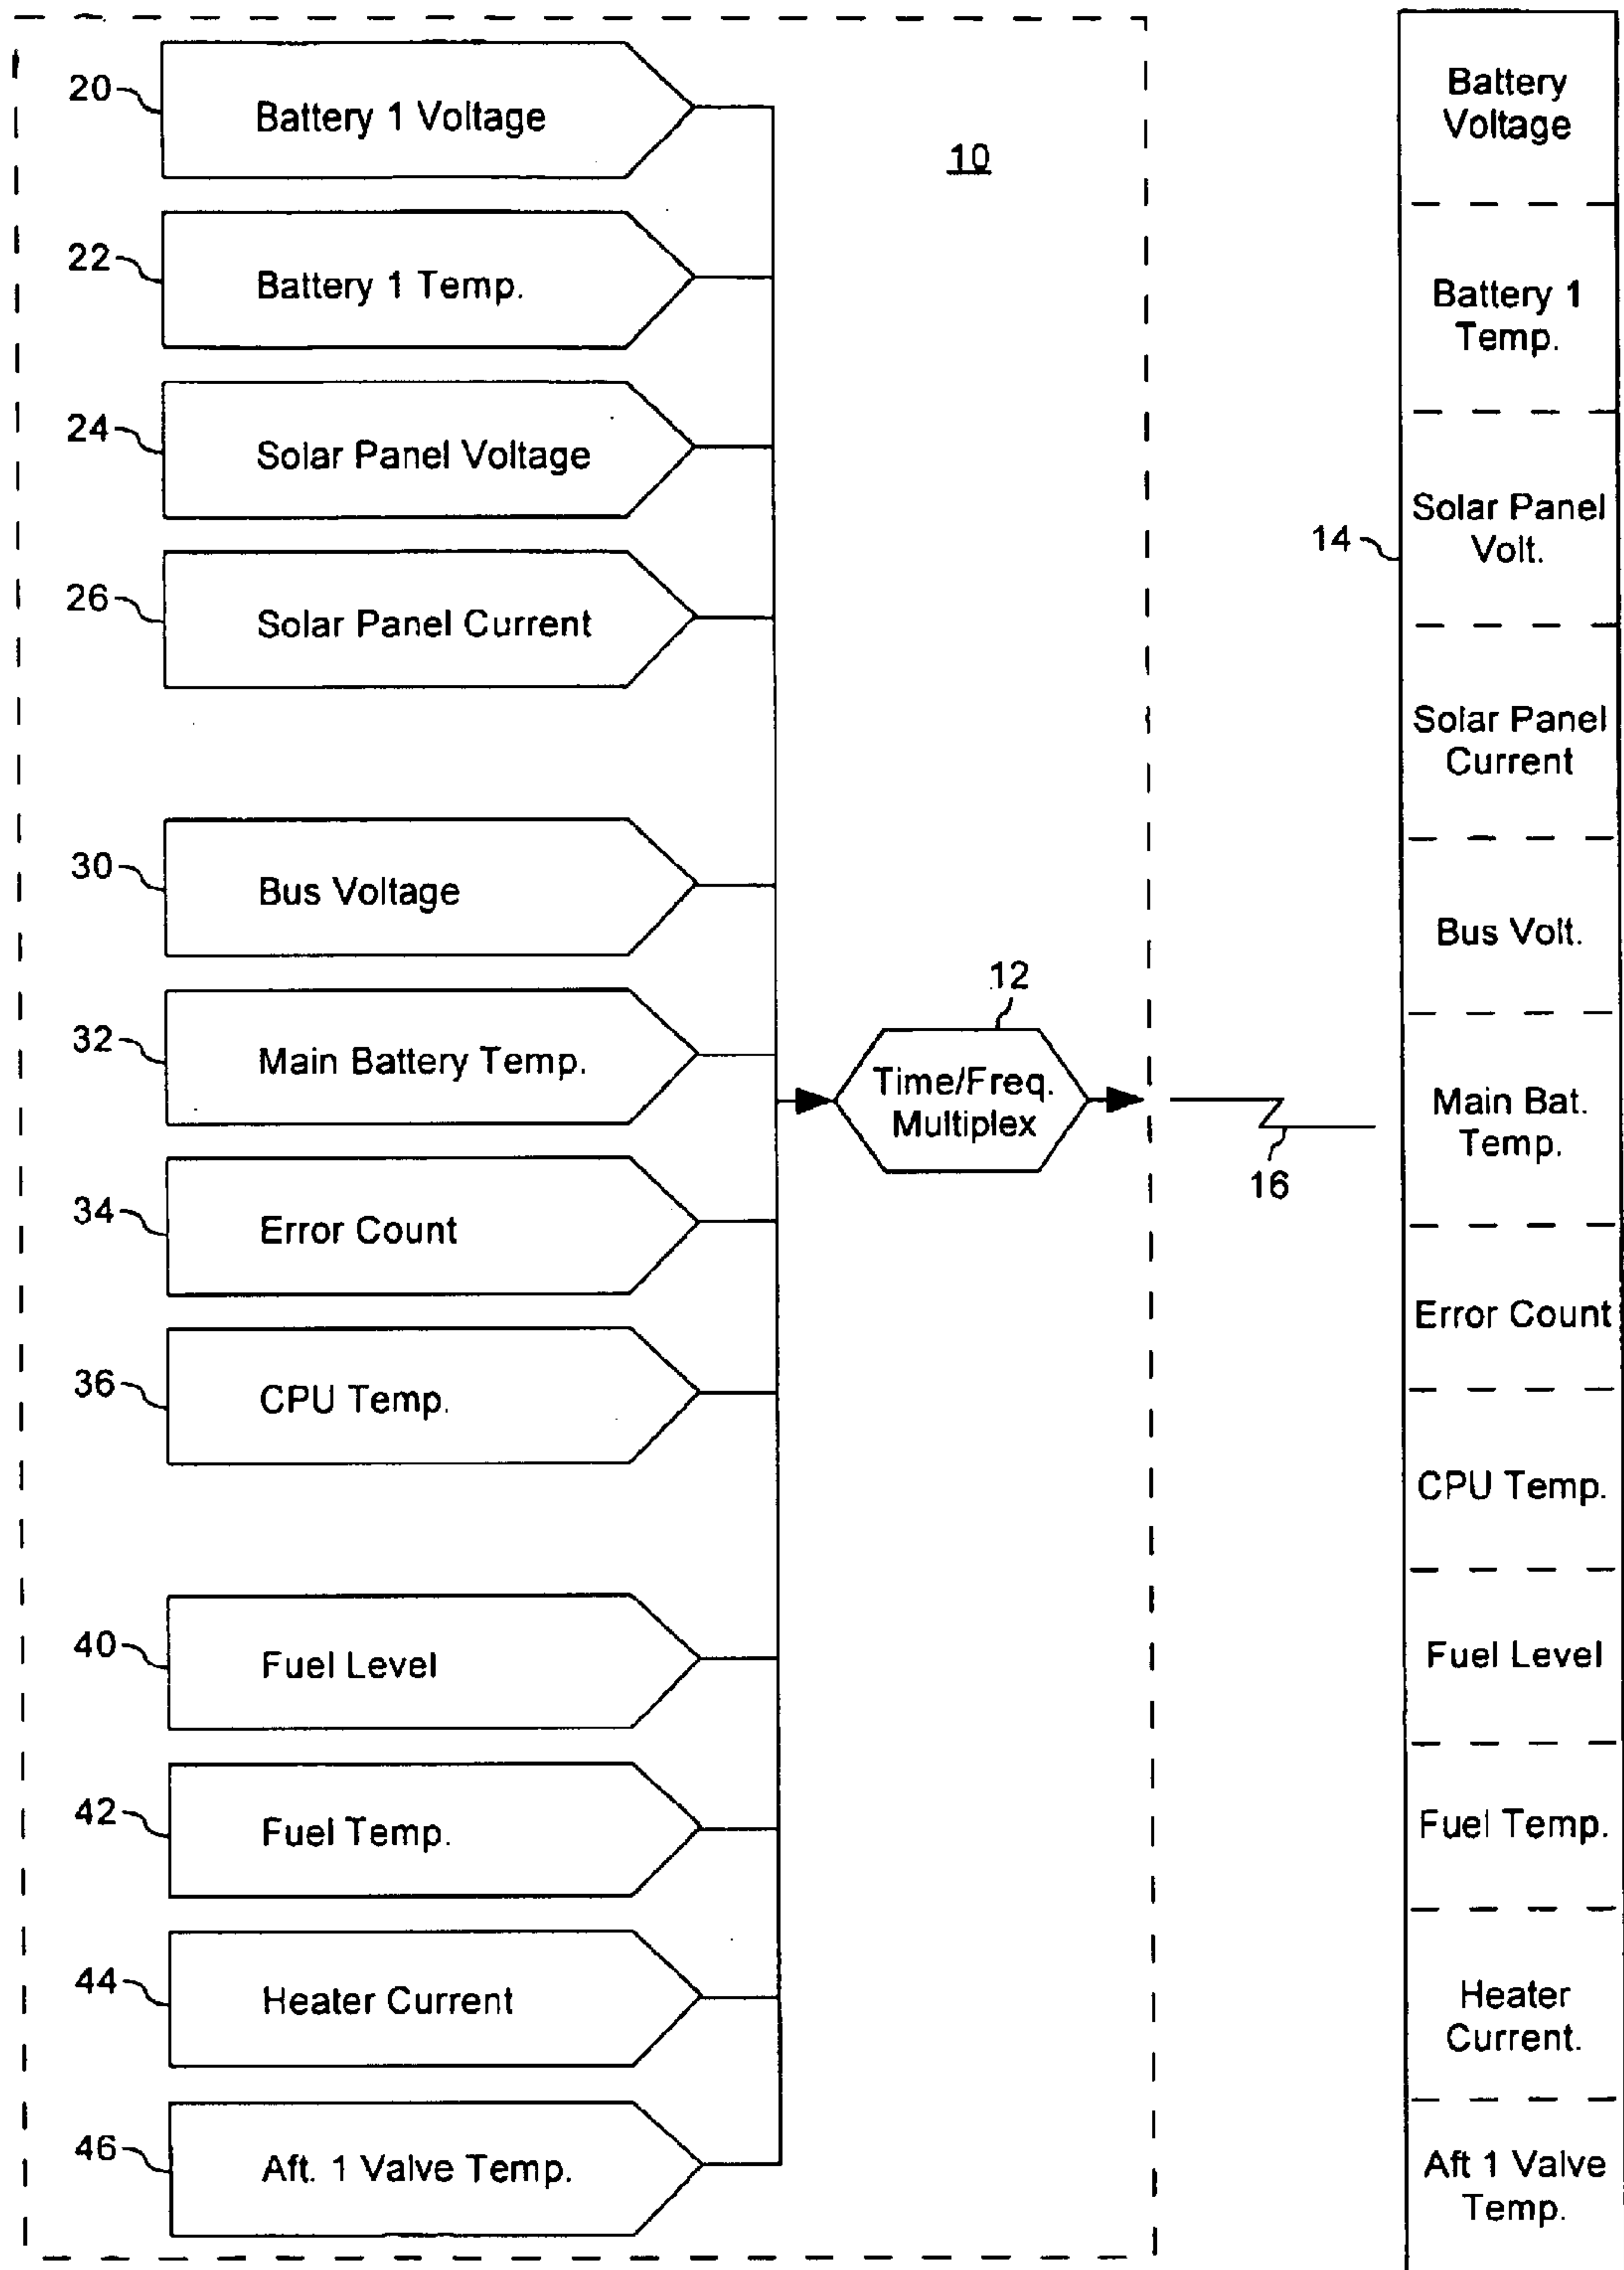 20
Battery 1 Voltage
10
22
Battery 1 Temp.
24
Solar Panel Voltage
26
Solar Panel Current
30
Bus Voltage
32
Main Battery Temp.
34
Error Count
36
CPU Temp.
40
Fuel Level
42
Fuel Temp.
44
Heater Current
46
Aft. 1 Valve Temp.
12
Time/Freq.
Multiplex
16
14
Battery
Voltage
Battery 1
Temp.
Solar Panel
Volt.
Solar Panel
Current
Bus Volt.
Main Bat.
Temp.
Error Count
CPU Temp.
Fuel Level
Fuel Temp.
Heater
Current.
Aft 1 Valve
Temp.